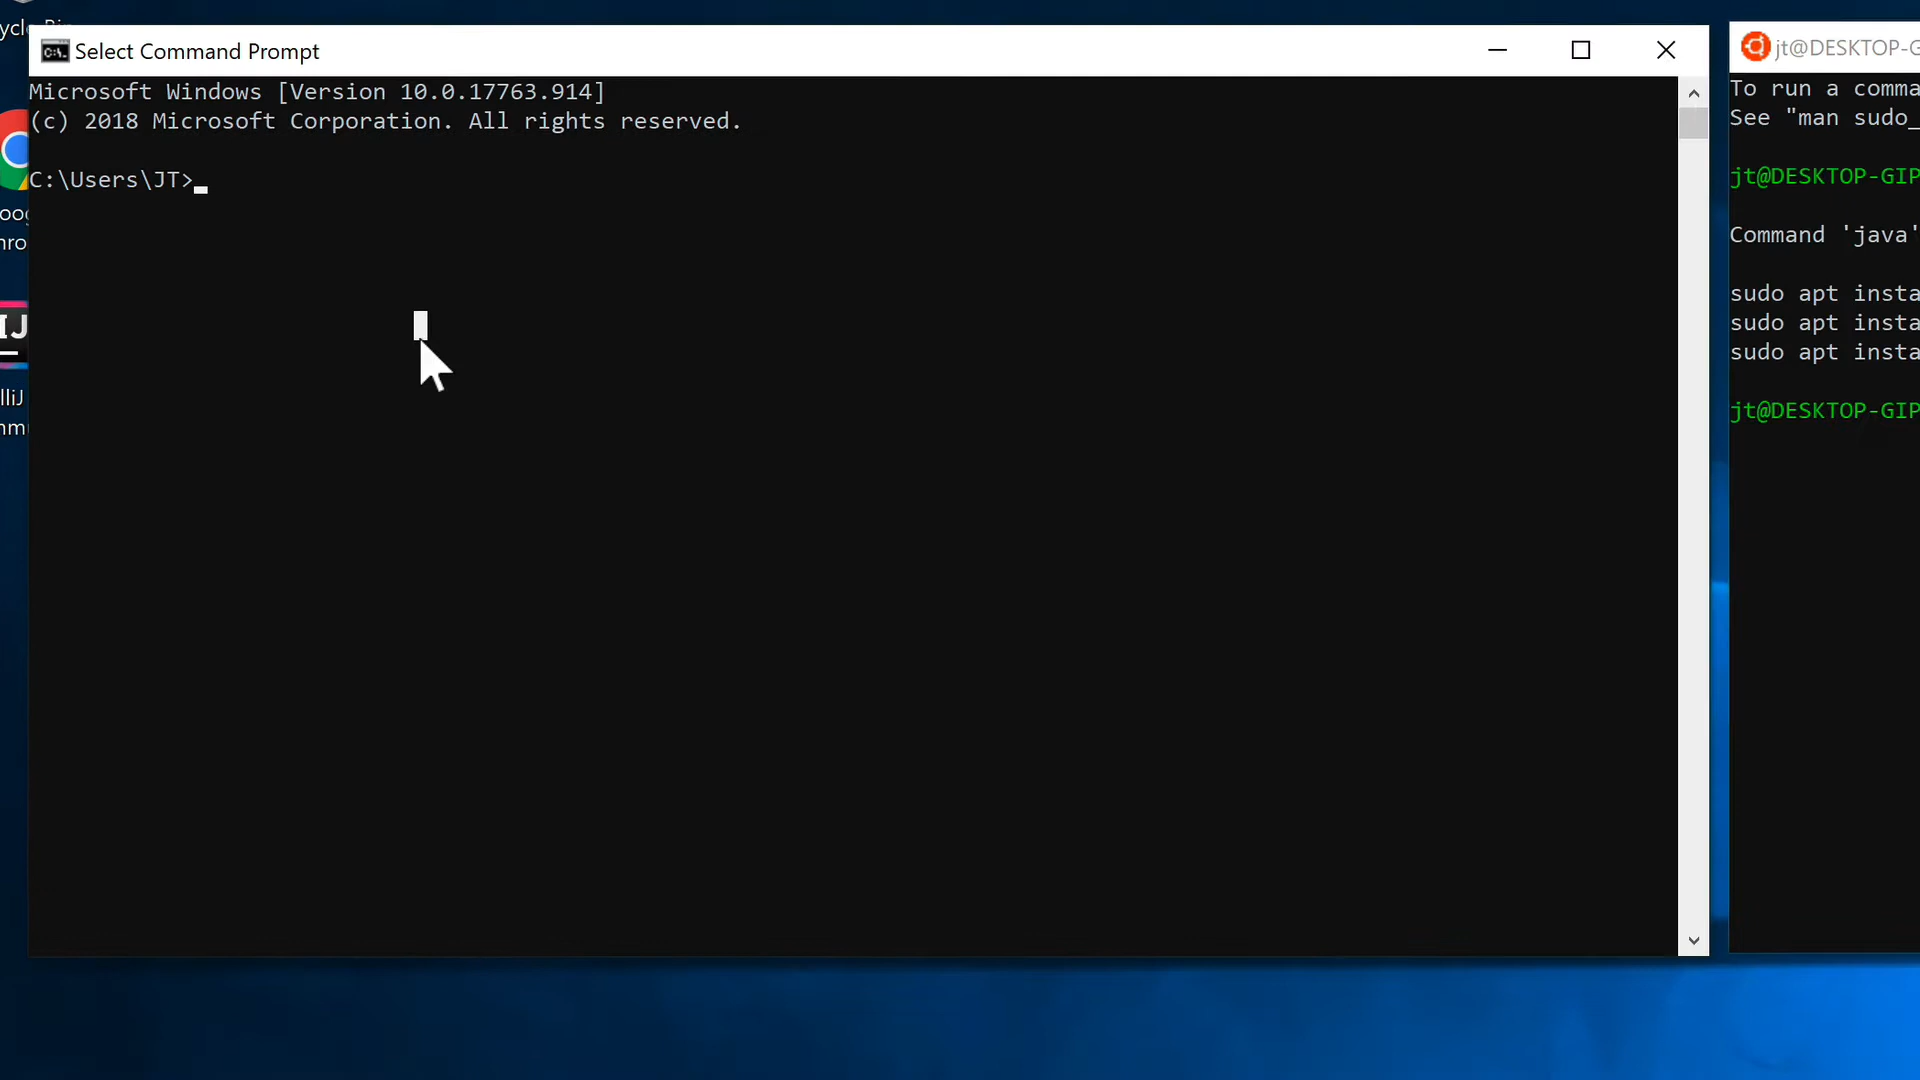 Select Command Prompt
Microsoft Windows [Version 10.0.17763.914]
(c) 2018 Microsoft Corporation. All rights reserved.
C:\Users\JT>
jt@DESKTOP-G
To run a comma
See "man sudo_
jt@DESKTOP-GIP
Command 'java'
sudo apt insta
sudo apt insta
sudo apt insta
jt@DESKTOP-GIP
IJ